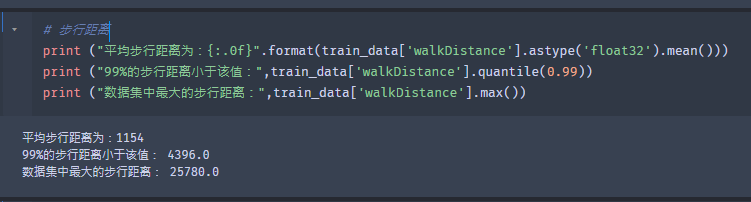 # 步行距离
print ("平均步行距离为：{:.0f}".format(train_data['walkDistance'].astype('float32').mean()))
print ("99%的步行距离小于该值：",train_data['walkDistance'].quantile(0.99))
print ("数据集中最大的步行距离：",train_data['walkDistance'].max())
平均步行距离为：1154
99%的步行距离小于该值： 4396.0
数据集中最大的步行距离： 25780.0